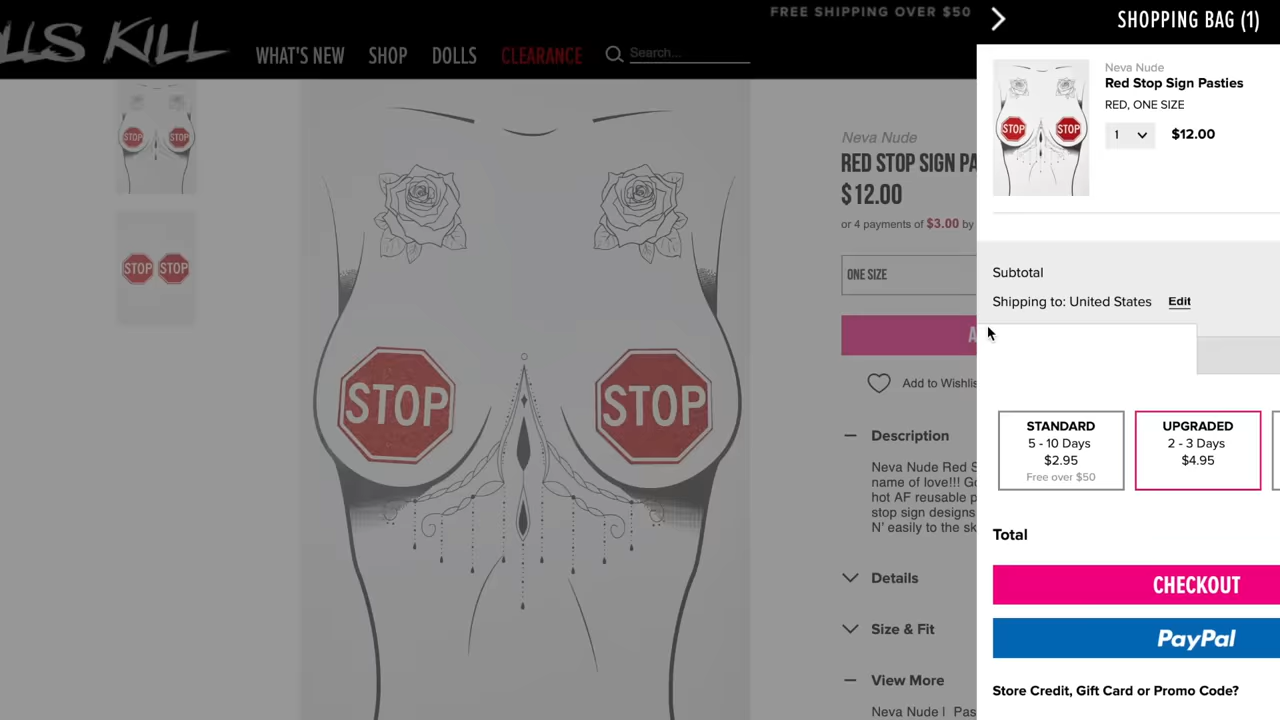 LLS KILL
WHAT'S NEW
SHOP
DOLLS
CLEARANCE
Search...
FREE SHIPPING OVER $50
STOP STOP
STOP STOP
STOP STOP
Neva Nude
RED STOP SIGN PA
$12.00
or 4 payments of $3.00 by
ONE SIZE
A
Add to Wishlis
Description
Neva Nude Red S
name of love!!! Go
hot AF reusable p
stop sign designs
N' easily to the sk
Details
Size & Fit
View More
Neva Nude | Pas
SHOPPING BAG (1)
STOP STOP
Neva Nude
Red Stop Sign Pasties
RED, ONE SIZE
1
$12.00
Subtotal
Shipping to: United States Edit
STANDARD
5 - 10 Days
$2.95
Free over $50
UPGRADED
2 - 3 Days
$4.95
Total
CHECKOUT
PayPal
Store Credit, Gift Card or Promo Code?